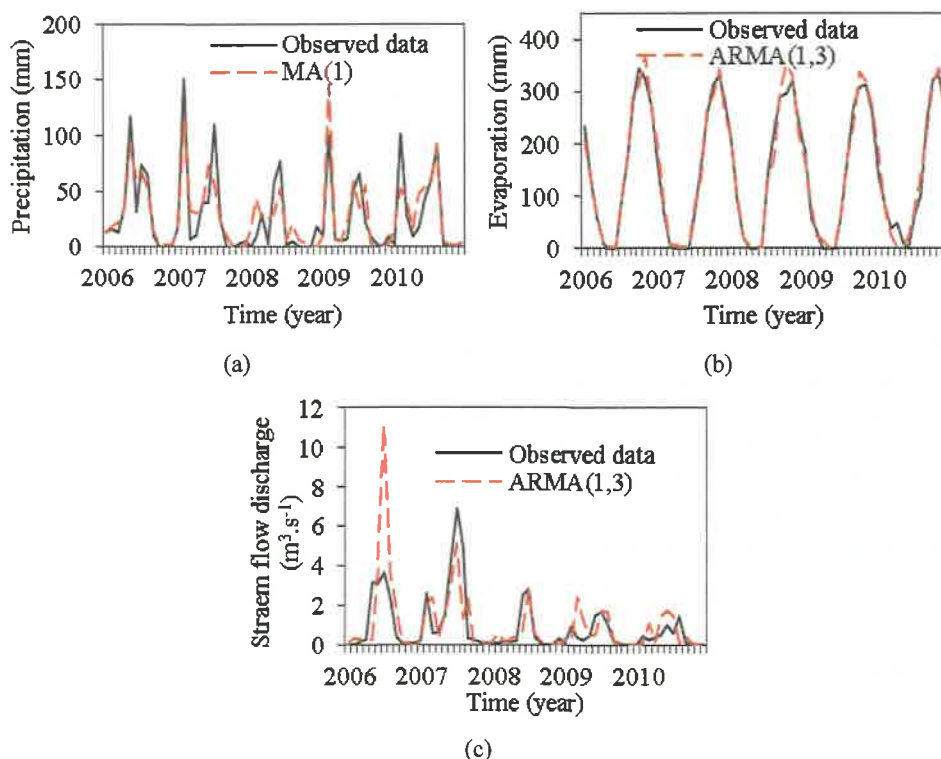 200
150
100
50
0
Precipitation (mm)
Observed data
MA(1)
2006 2007 2008 2009 2010
Time (year)
(a)
400
300
200
100
0
Evaporation (mm)
Observed data
ARMA(1,3)
2006 2007 2008 2009 2010
Time (year)
(b)
12
10
8
6
4
2
0
Straem flow discharge
(m³.s⁻¹)
Observed data
ARMA(1,3)
2006 2007 2008 2009 2010
Time (year)
(c)